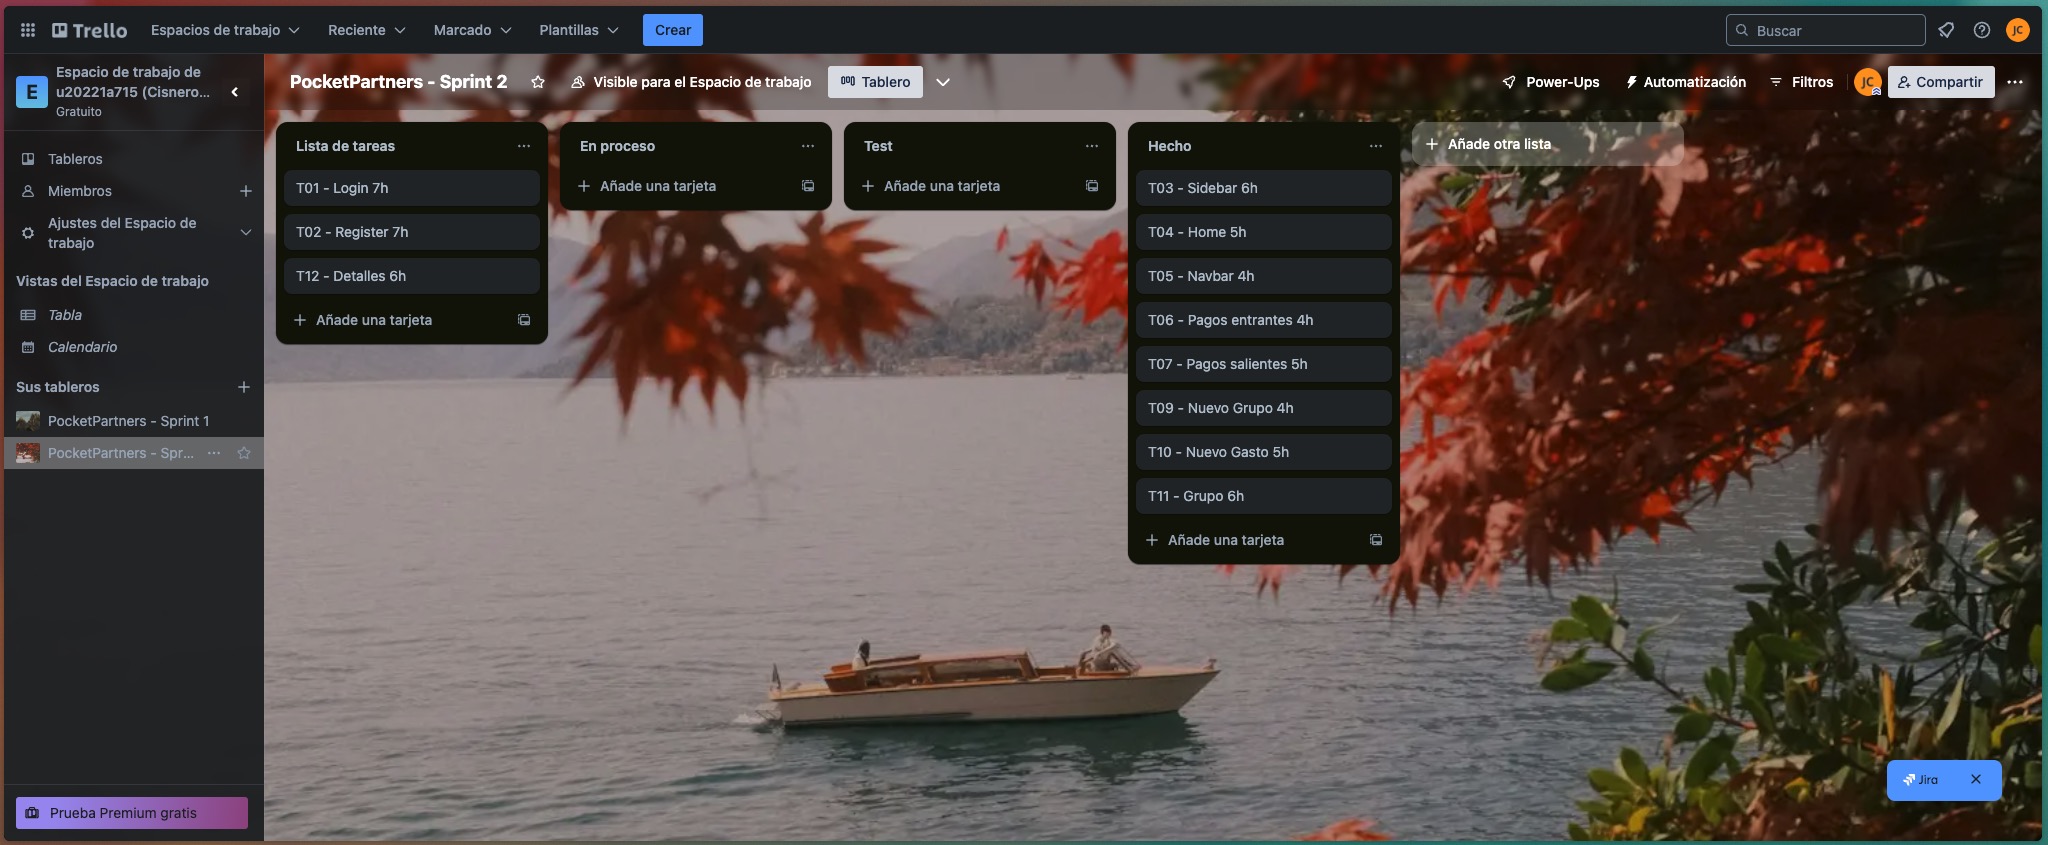 Trello
Espacios de trabajo
Reciente
Marcado
Plantillas
Crear
Buscar
JC
E
Espacio de trabajo de
u20221a715 (Cisnero...
Gratuito
PocketPartners - Sprint 2
Visible para el Espacio de trabajo
Tablero
Power-Ups
Automatización
Filtros
JC
Compartir
Tableros
Miembros
Ajustes del Espacio de
trabajo
Vistas del Espacio de trabajo
Tabla
Calendario
Sus tableros
PocketPartners - Sprint 1
PocketPartners - Spr...
Prueba Premium gratis
Lista de tareas
T01 - Login 7h
T02 - Register 7h
T12 - Detalles 6h
Añade una tarjeta
En proceso
Añade una tarjeta
Test
Añade una tarjeta
Hecho
T03 - Sidebar 6h
T04 - Home 5h
T05 - Navbar 4h
T06 - Pagos entrantes 4h
T07 - Pagos salientes 5h
T09 - Nuevo Grupo 4h
T10 - Nuevo Gasto 5h
T11 - Grupo 6h
Añade una tarjeta
Añade otra lista
Jira